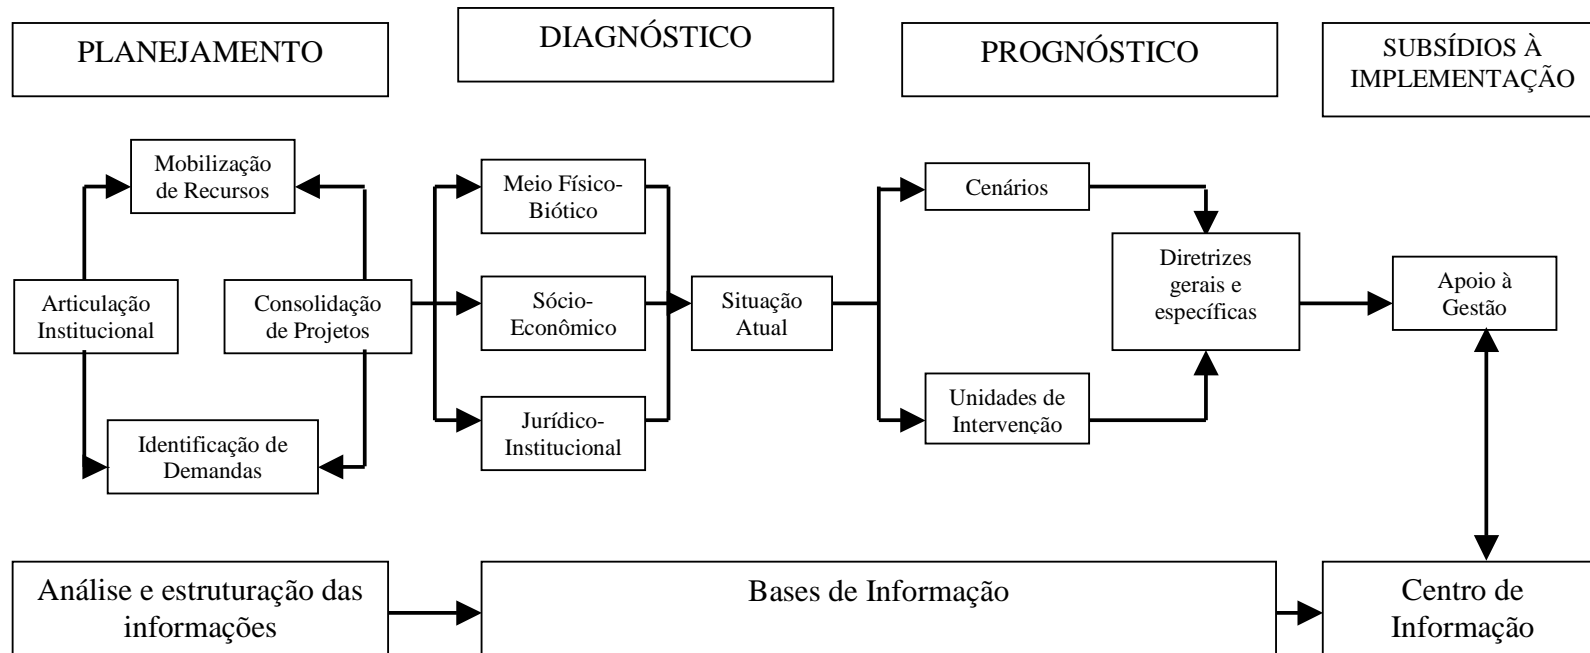 PLANEJAMENTO
DIAGNÓSTICO
PROGNÓSTICO
SUBSÍDIOS À
IMPLEMENTAÇÃO
Mobilização
de Recursos
Articulação
Institucional
Consolidação
de Projetos
Identificação de
Demandas
Meio Físico-
Biótico
Sócio-
Econômico
Jurídico-
Institucional
Situação
Atual
Cenários
Unidades de
Intervenção
Diretrizes
gerais e
específicas
Apoio à
Gestão
Análise e estruturação das
informações
Bases de Informação
Centro de
Informação